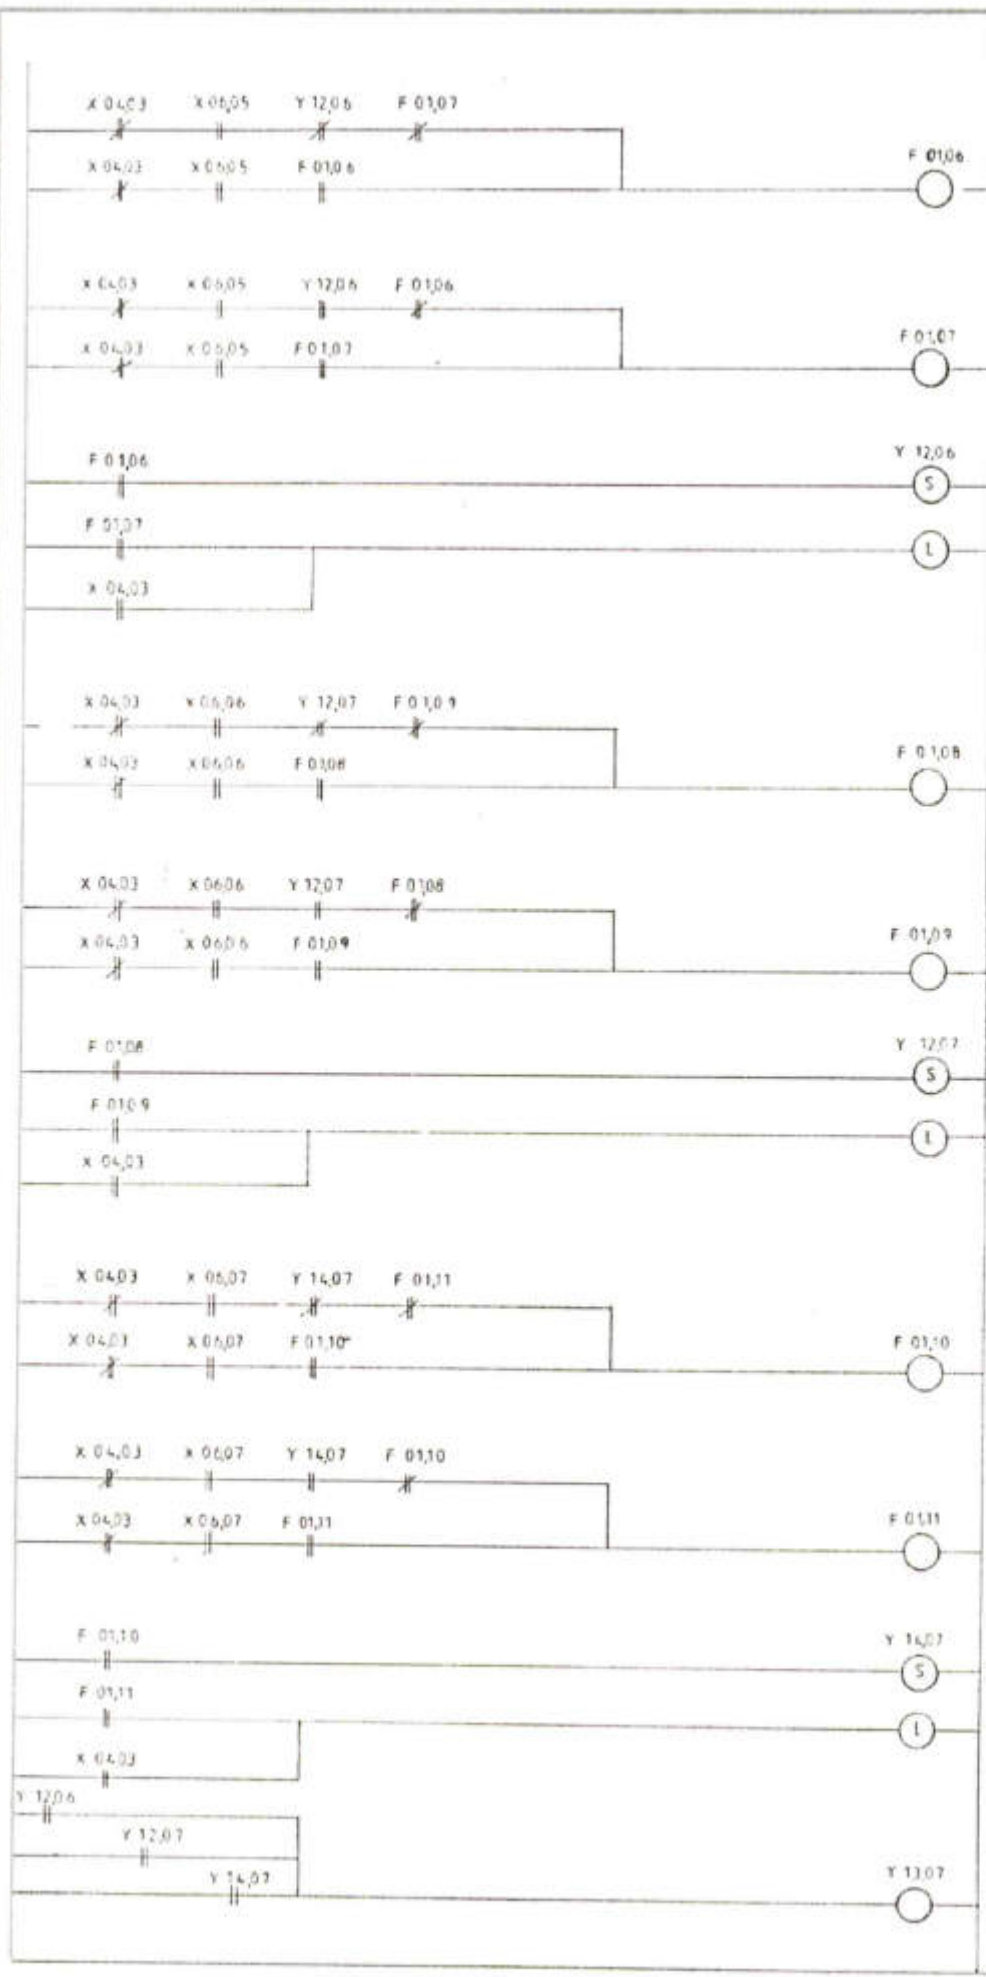 X 04,03 X 06,05 Y 12,06 F 01,07
X 04,03 X 06,05 F 01,06 F 01,06
X 04,03 X 06,05 Y 12,06 F 01,06
X 04,03 X 06,05 F 01,07 F 01,07
F 01,06 Y 12,06
S
F 01,07
L
X 04,03
X 04,03 X 06,06 Y 12,07 F 01,09
X 04,03 X 06,06 F 01,08 F 01,08
X 04,03 X 06,06 Y 12,07 F 01,08
X 04,03 X 06,06 F 01,09 F 01,09
F 01,08 Y 12,07
S
F 01,09
L
X 04,03
X 04,03 X 06,07 Y 14,07 F 01,11
X 04,03 X 06,07 F 01,10 F 01,10
X 04,03 X 06,07 Y 14,07 F 01,10
X 04,03 X 06,07 F 01,11 F 01,11
F 01,10 Y 14,07
S
F 01,11
L
X 04,03
Y 12,06
Y 12,07
Y 14,07 Y 13,07